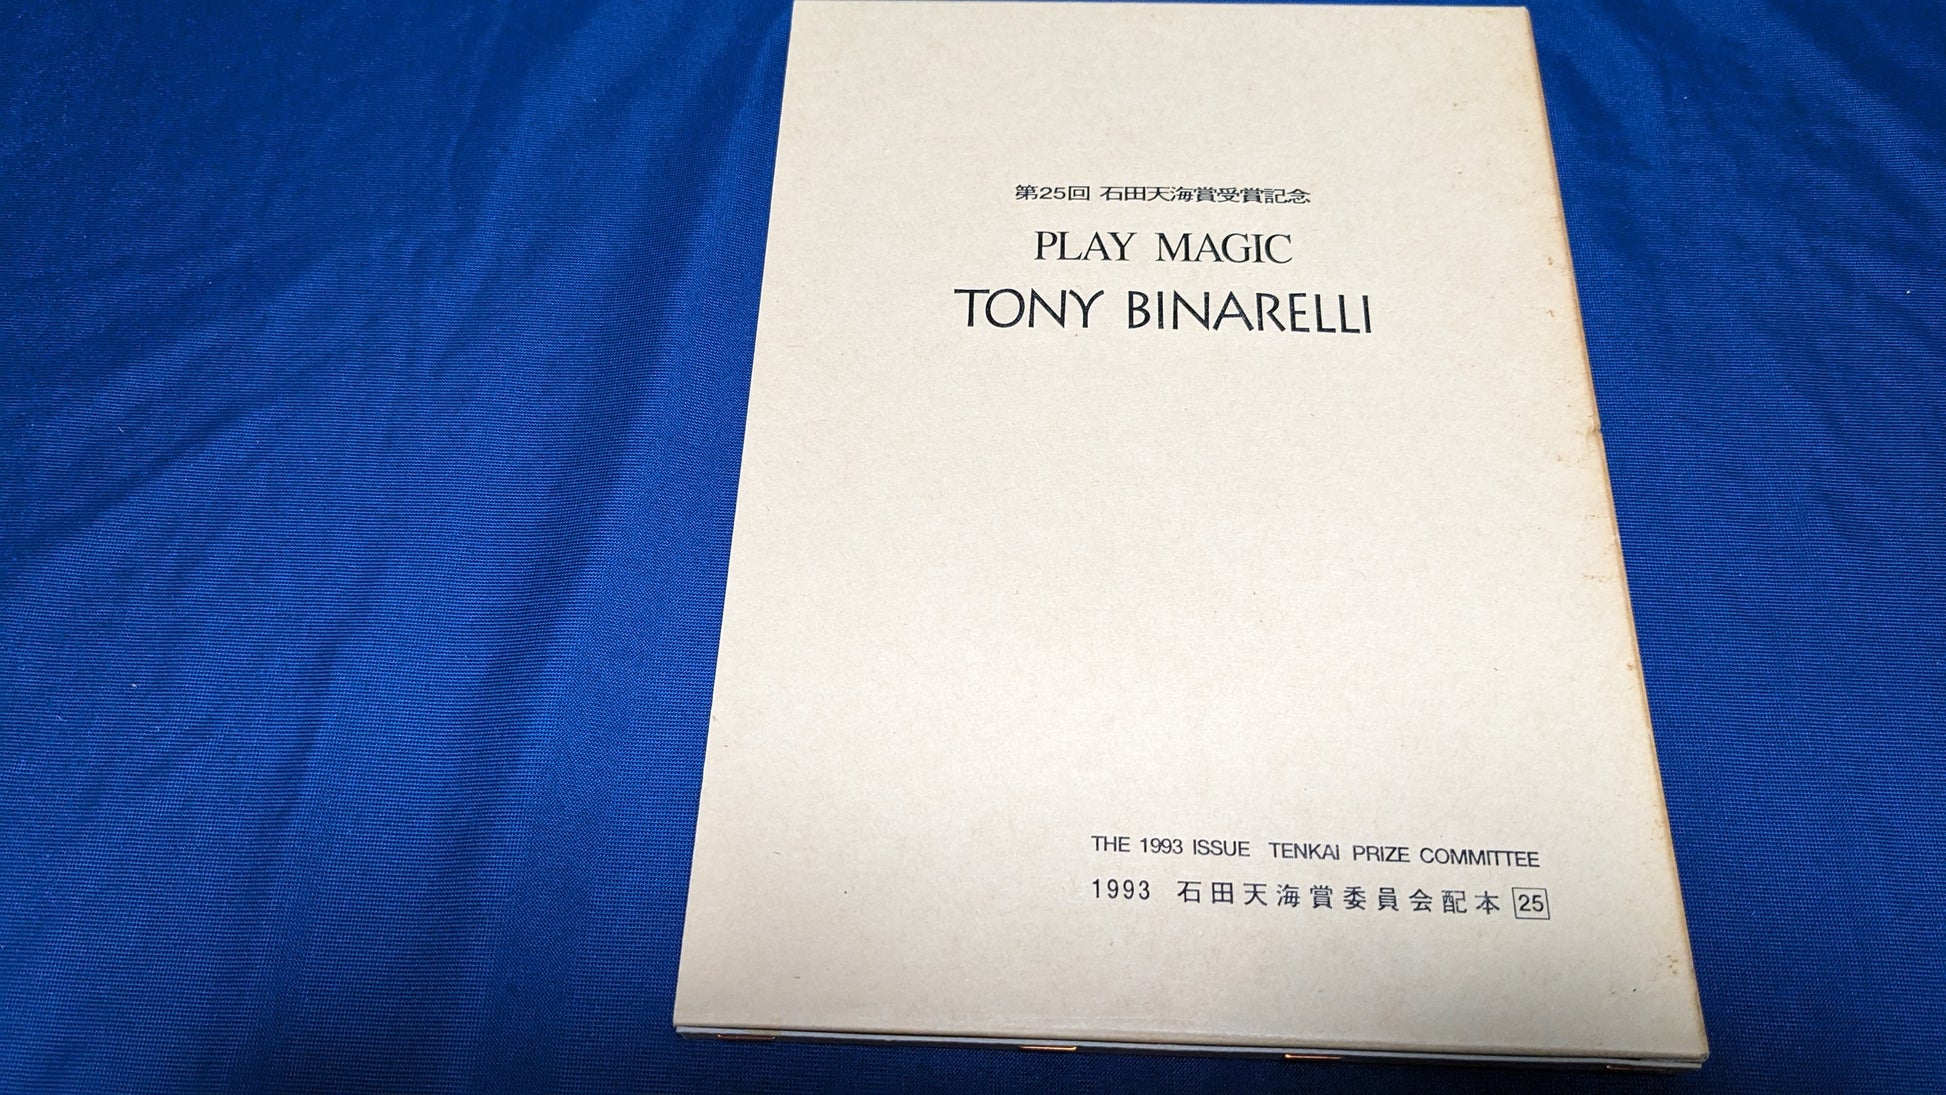 第25回 石田天海賞受賞記念
PLAY MAGIC
TONY BINARELLI
THE 1993 ISSUE TENKAI PRIZE COMMITTEE
1993 石田天海賞委員会配本 25